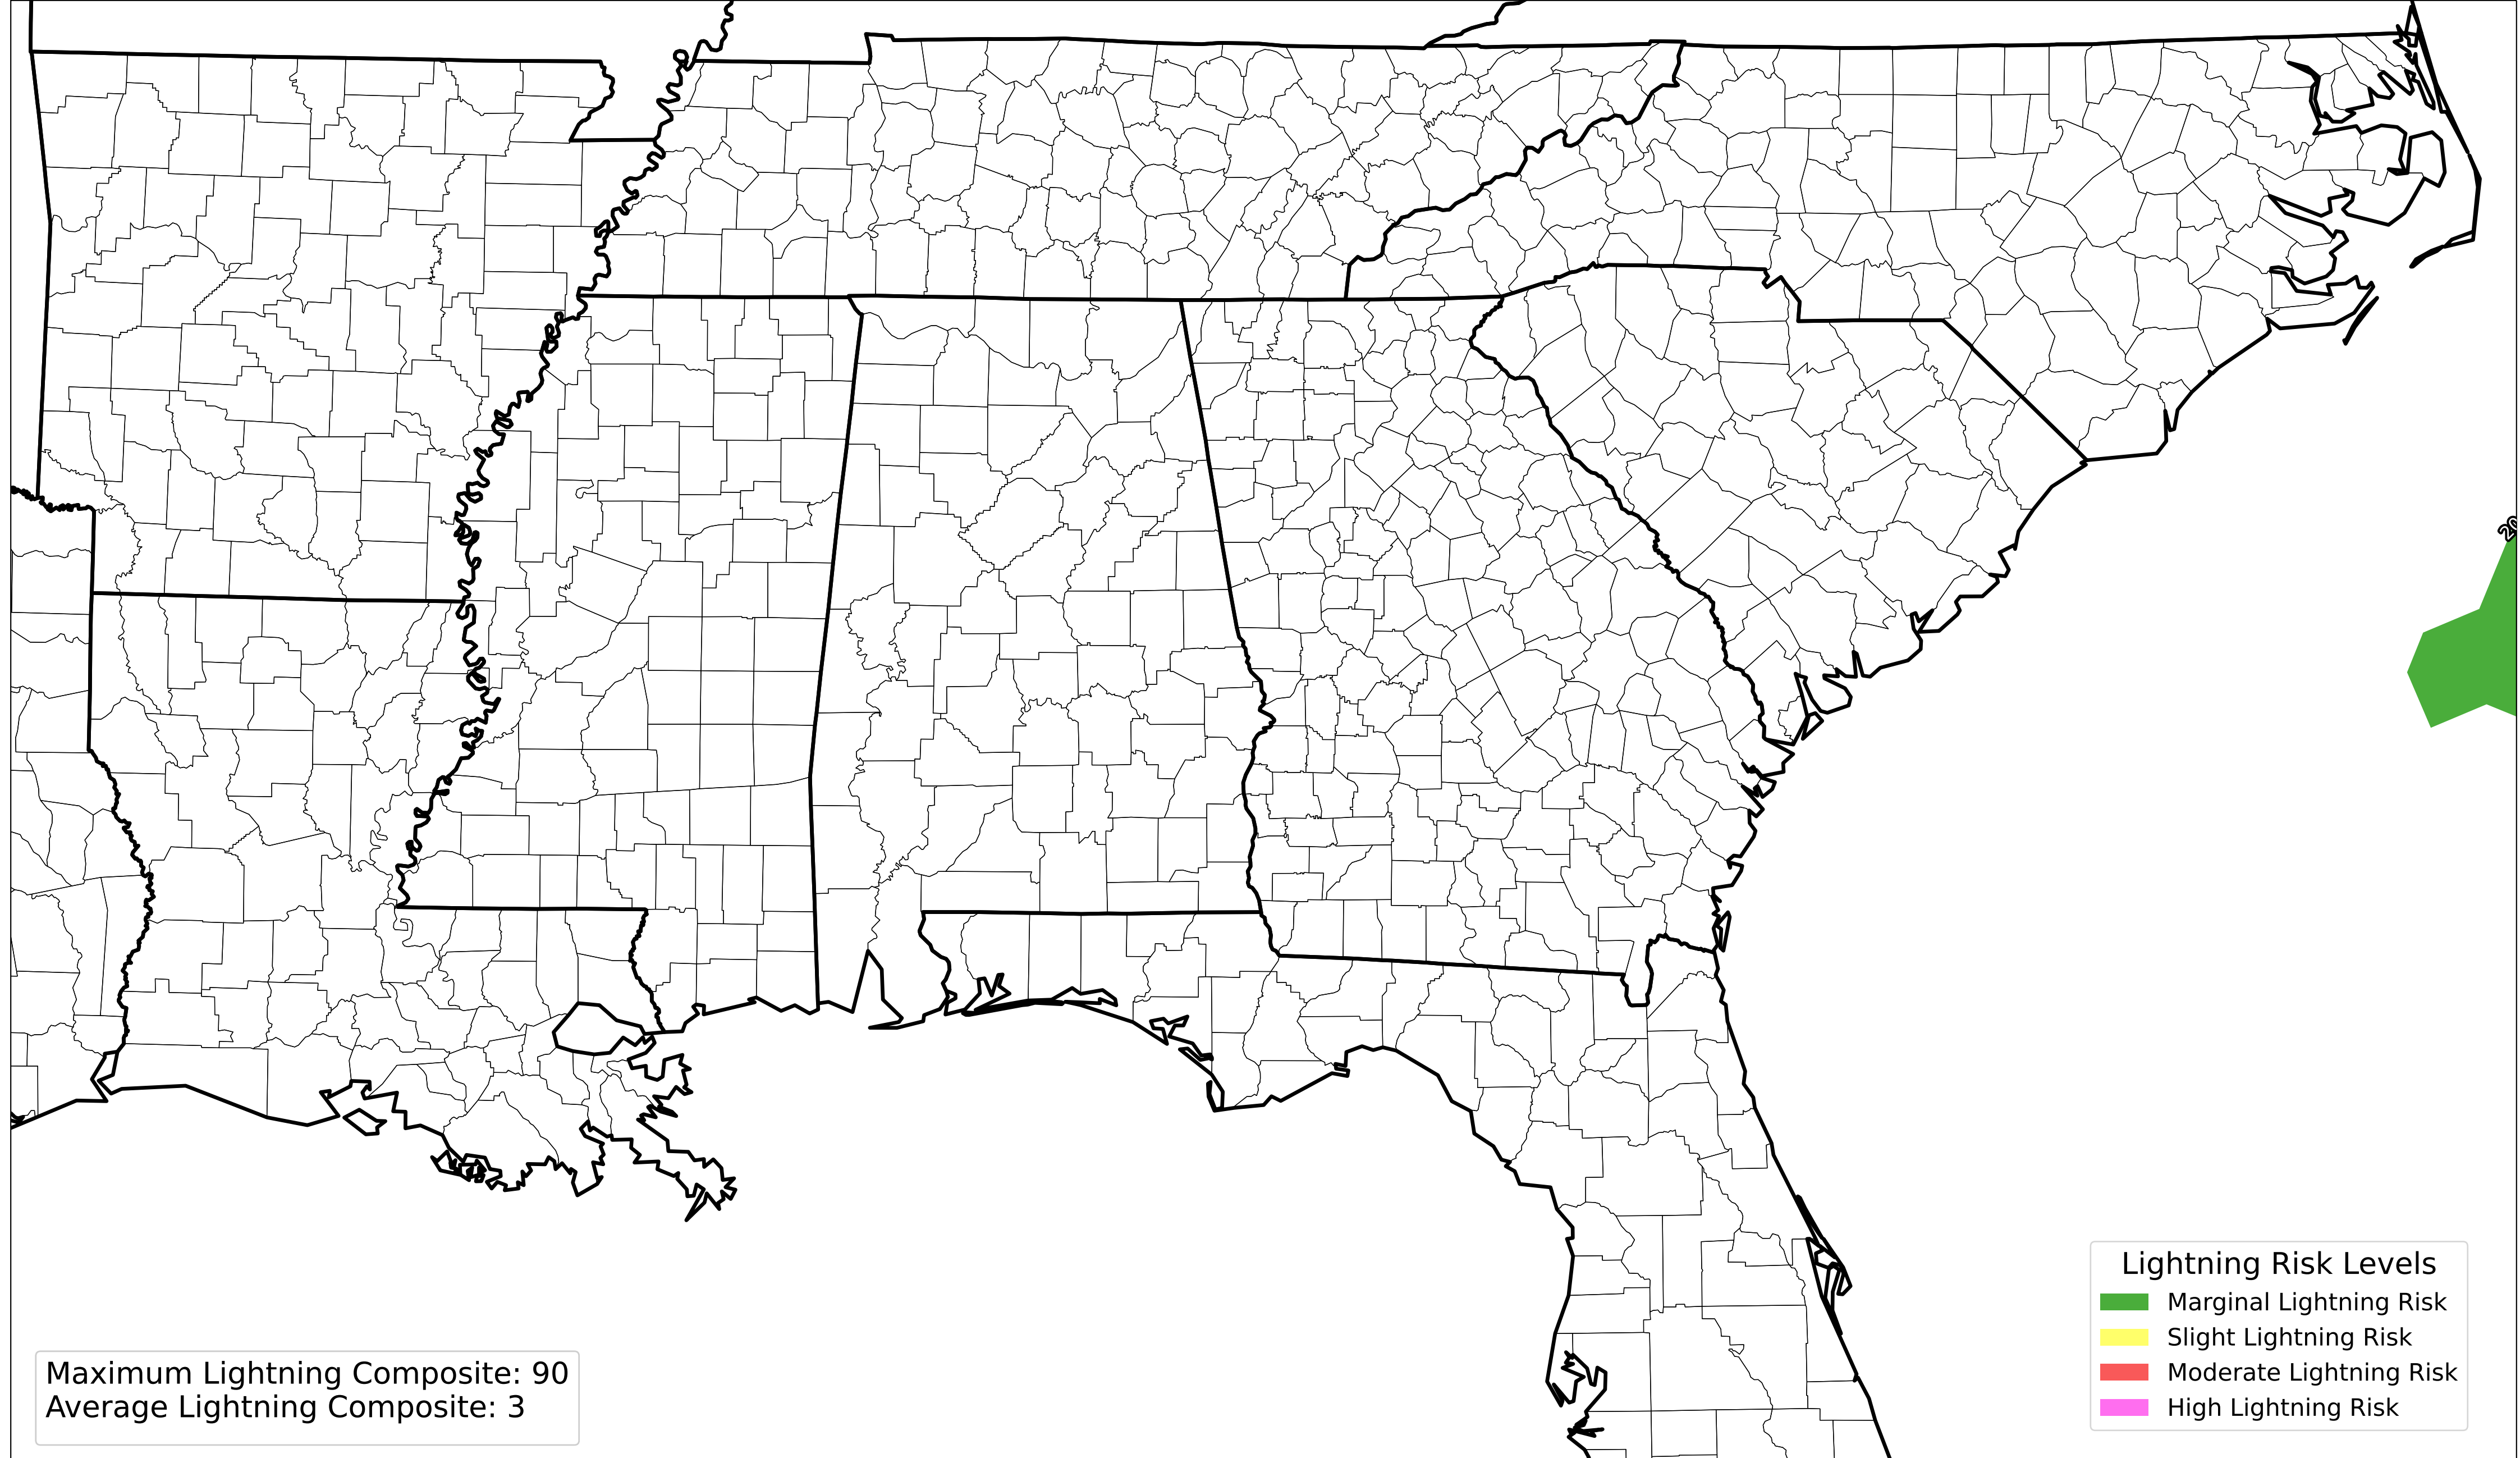 20
Lightning Risk Levels
Marginal Lightning Risk
Slight Lightning Risk
Moderate Lightning Risk
High Lightning Risk
Maximum Lightning Composite: 90
Average Lightning Composite: 3